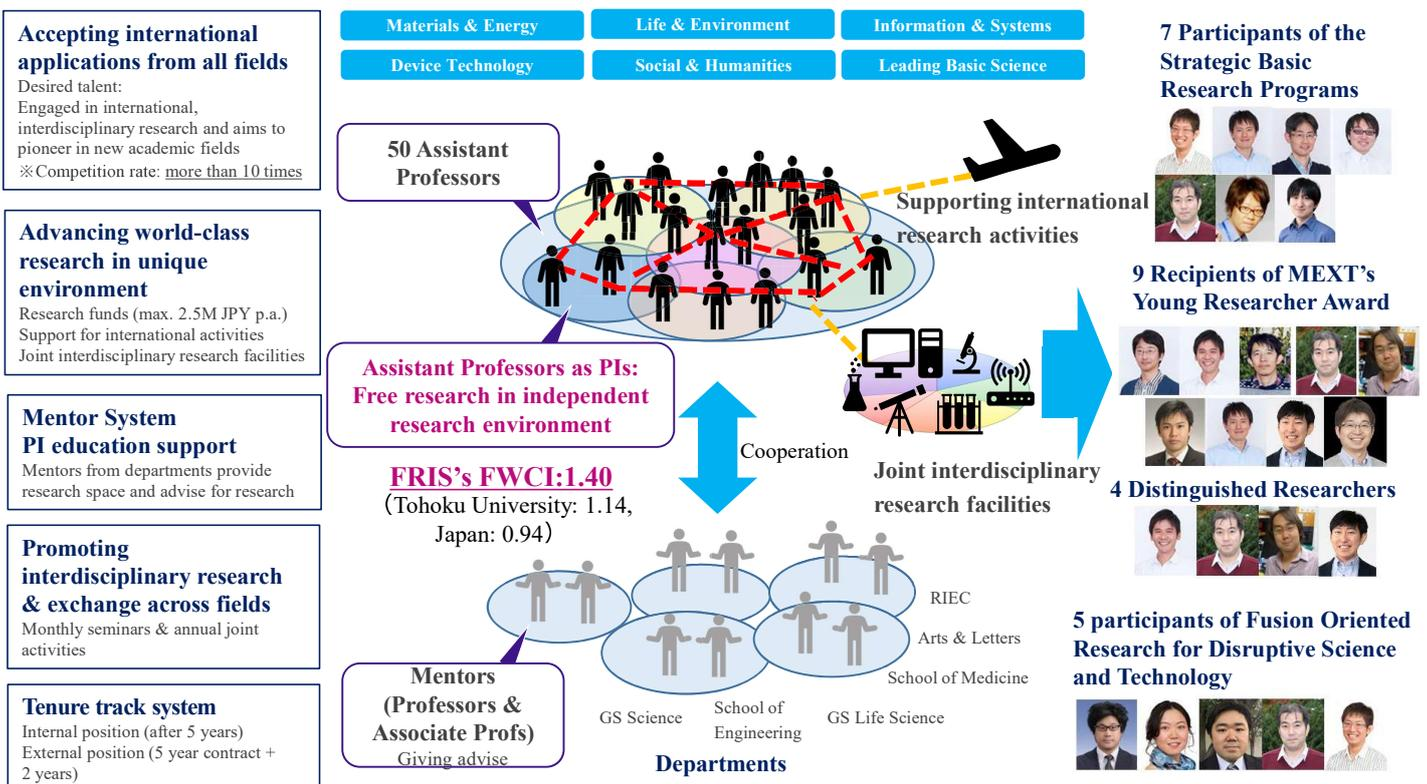 Accepting international
applications from all fields
Desired talent:
Engaged in international,
interdisciplinary research and aims to
pioneer in new academic fields
※Competition rate: more than 10 times
Advancing world-class
research in unique
environment
Research funds (max. 2.5M JPY p.a.)
Support for international activities
Joint interdisciplinary research facilities
Mentor System
PI education support
Mentors from departments provide
research space and advise for research
Promoting
interdisciplinary research
& exchange across fields
Monthly seminars & annual joint
activities
Tenure track system
Internal position (after 5 years)
External position (5 year contract +
2 years)
Materials & Energy
Life & Environment
Information & Systems
Device Technology
Social & Humanities
Leading Basic Science
50 Assistant
Professors
Supporting international
research activities
Assistant Professors as PIs:
Free research in independent
research environment
Cooperation
Joint interdisciplinary
research facilities
FRIS's FWCI:1.40
(Tohoku University: 1.14,
Japan: 0.94)
RIEC
Arts & Letters
School of Medicine
GS Life Science
School of
Engineering
GS Science
Departments
Mentors
(Professors &
Associate Profs)
Giving advise
7 Participants of the
Strategic Basic
Research Programs
9 Recipients of MEXT's
Young Researcher Award
4 Distinguished Researchers
5 participants of Fusion Oriented
Research for Disruptive Science
and Technology